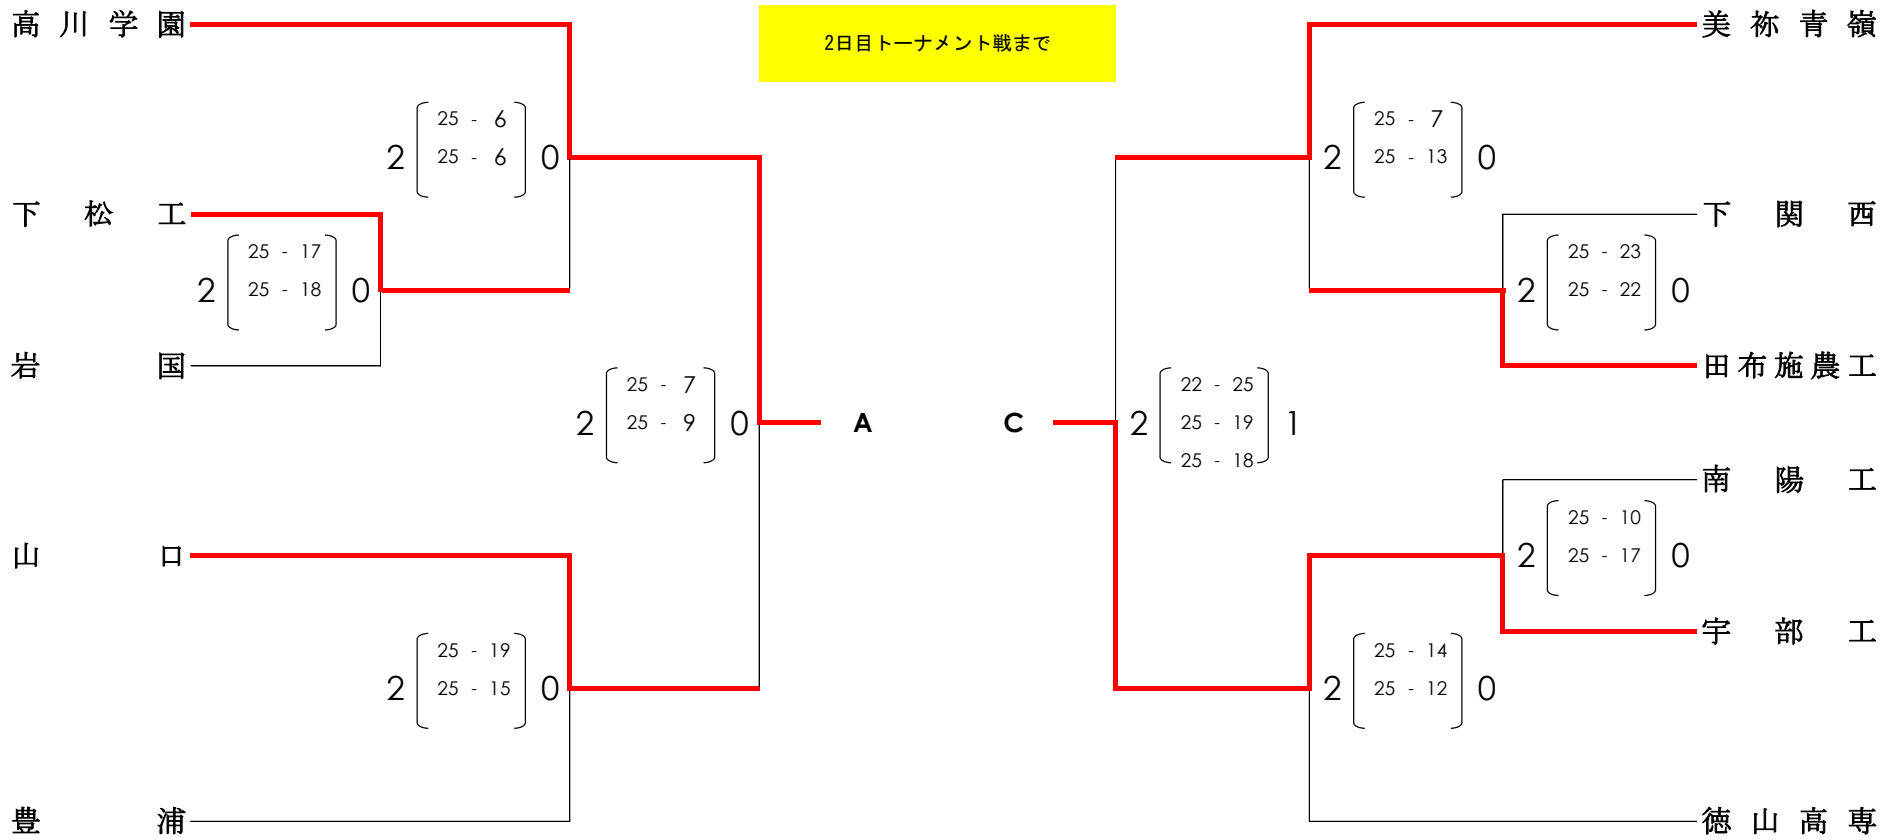 高川学園
2日目トーナメント戦まで
美祢青嶺
25 - 6
2 25 - 6 0
25 - 7
2 25 - 13 0
下松工
下関西
25 - 17
2 25 - 18 0
25 - 23
2 25 - 22 0
岩国
田布施農工
25 - 7
2 25 - 9 0
A
C
22 - 25
2 25 - 19 1
25 - 18
南陽工
25 - 10
2 25 - 17 0
山口
宇部工
25 - 19
2 25 - 15 0
25 - 14
2 25 - 12 0
豊浦
徳山高専